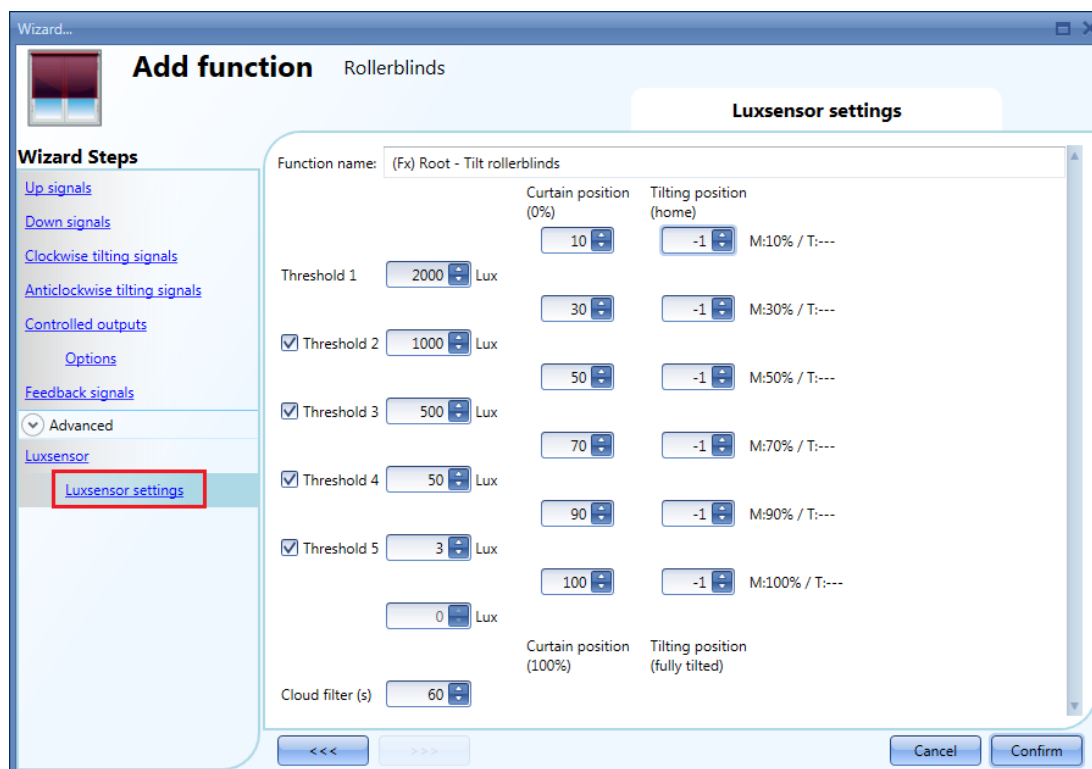 Wizard...
Add function Rollerblinds
Luxsensor settings
Wizard Steps
Up signals
Down signals
Clockwise tilting signals
Anticlockwise tilting signals
Controlled outputs
Options
Feedback signals
Advanced
Luxsensor
Luxsensor settings
Function name: (Fx) Root - Tilt rollerblinds
Curtain position Tilting position
(0%) (home)
10 -1 M:10% / T:---
Threshold 1 2000 Lux
30 -1 M:30% / T:---
Threshold 2 1000 Lux
50 -1 M:50% / T:---
Threshold 3 500 Lux
70 -1 M:70% / T:---
Threshold 4 50 Lux
90 -1 M:90% / T:---
Threshold 5 3 Lux
100 -1 M:100% / T:---
0 Lux
Curtain position Tilting position
(100%) (fully tilted)
Cloud filter (s) 60
<<< >>> Cancel Confirm